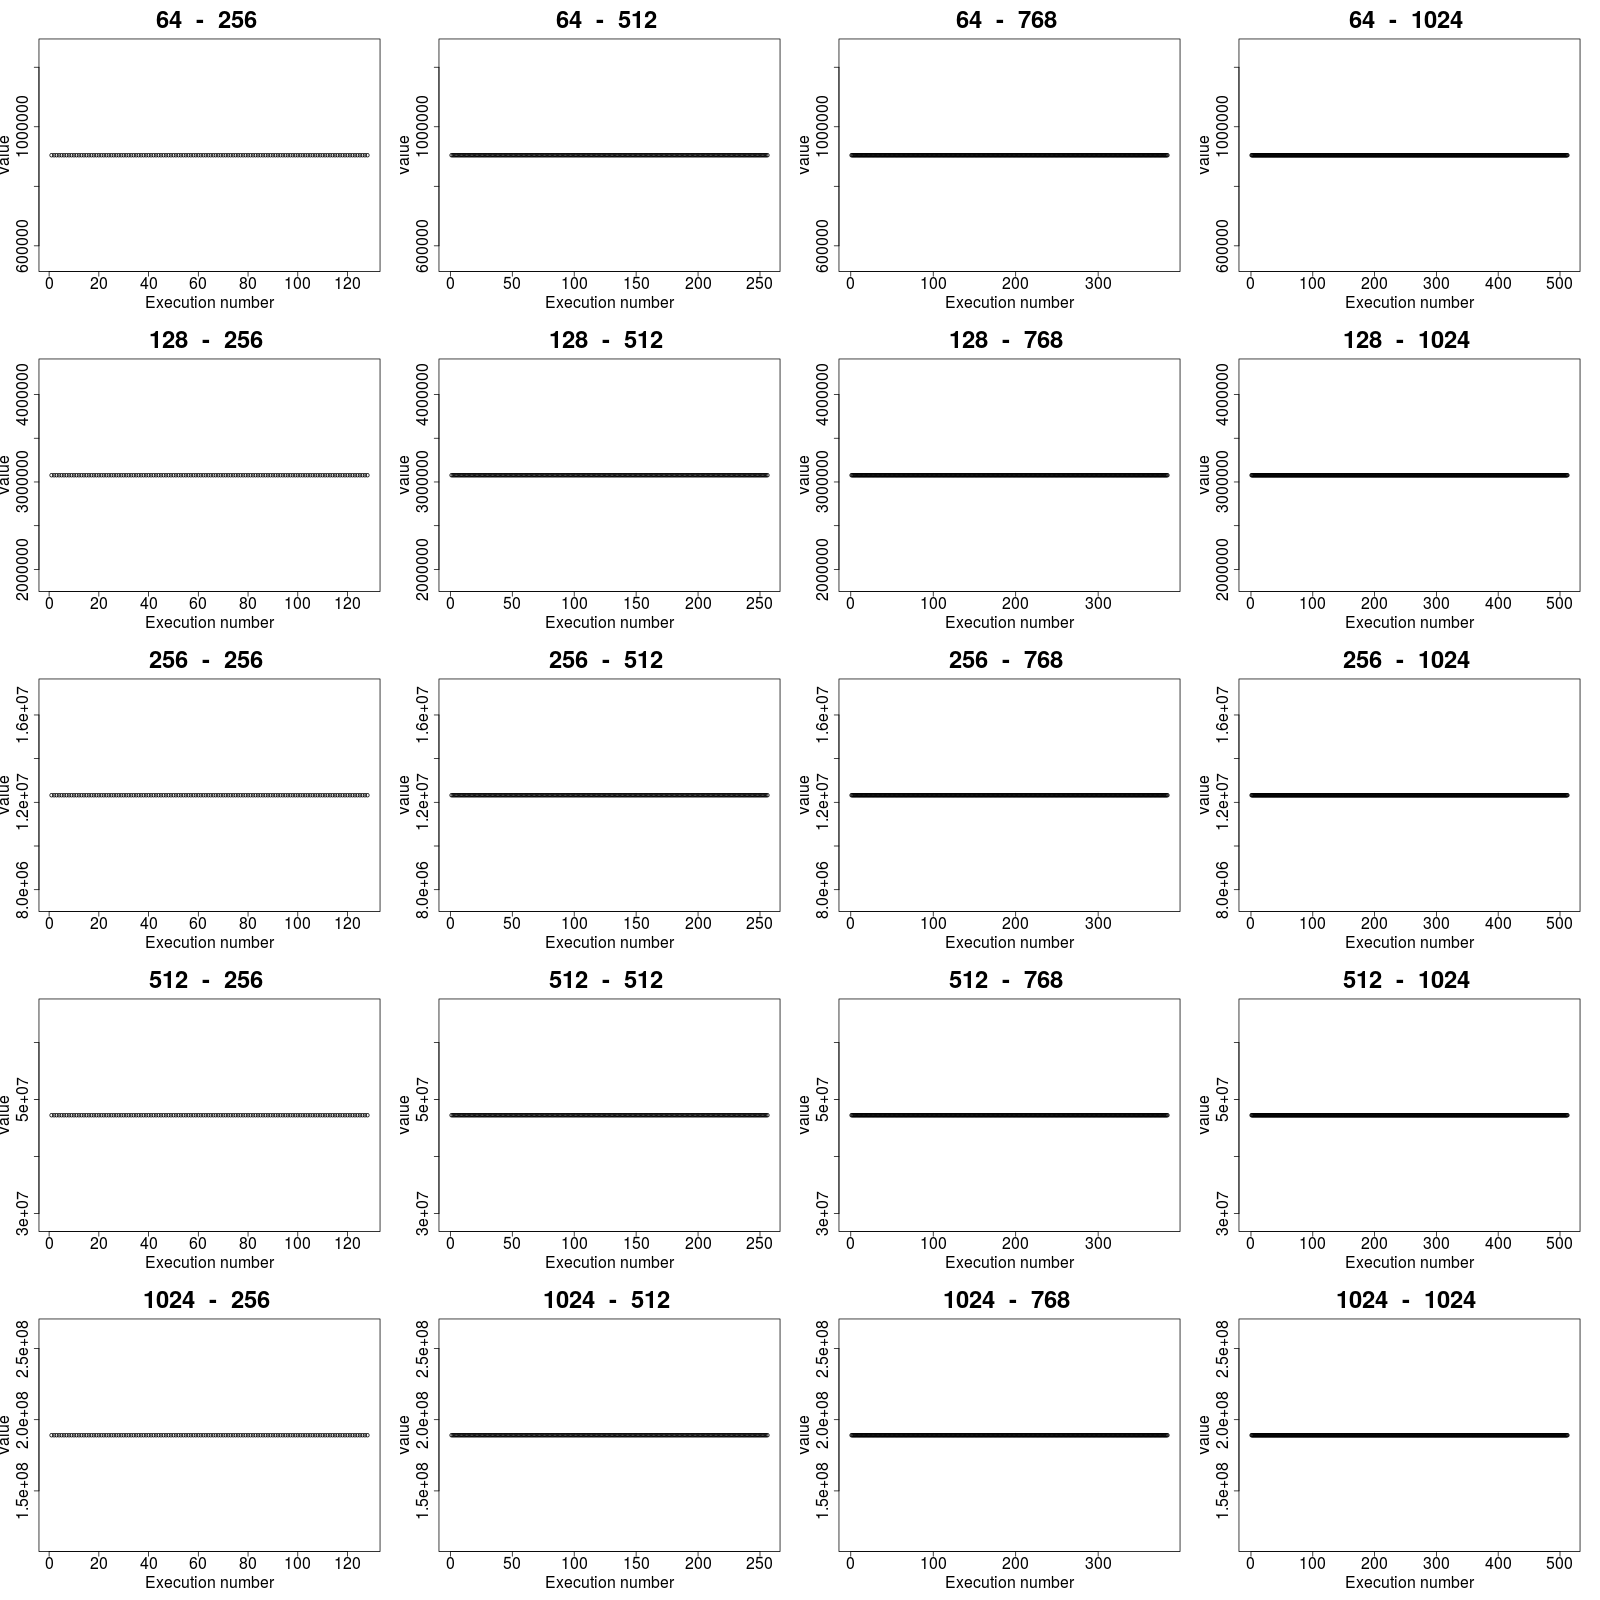 64 - 256
value
600000 1000000
0 20 40 60 80 100 120
Execution number
64 - 512
value
600000 1000000
0 50 100 150 200 250
Execution number
64 - 768
value
600000 1000000
0 100 200 300
Execution number
64 - 1024
value
600000 1000000
0 100 200 300 400 500
Execution number
128 - 256
value
2000000 3000000 4000000
0 20 40 60 80 100 120
Execution number
128 - 512
value
2000000 3000000 4000000
0 50 100 150 200 250
Execution number
128 - 768
value
2000000 3000000 4000000
0 100 200 300
Execution number
128 - 1024
value
2000000 3000000 4000000
0 100 200 300 400 500
Execution number
256 - 256
value
8.0e+06 1.2e+07 1.6e+07
0 20 40 60 80 100 120
Execution number
256 - 512
value
8.0e+06 1.2e+07 1.6e+07
0 50 100 150 200 250
Execution number
256 - 768
value
8.0e+06 1.2e+07 1.6e+07
0 100 200 300
Execution number
256 - 1024
value
8.0e+06 1.2e+07 1.6e+07
0 100 200 300 400 500
Execution number
512 - 256
value
3e+07 5e+07
0 20 40 60 80 100 120
Execution number
512 - 512
value
3e+07 5e+07
0 50 100 150 200 250
Execution number
512 - 768
value
3e+07 5e+07
0 100 200 300
Execution number
512 - 1024
value
3e+07 5e+07
0 100 200 300 400 500
Execution number
1024 - 256
value
1.5e+08 2.0e+08 2.5e+08
0 20 40 60 80 100 120
Execution number
1024 - 512
value
1.5e+08 2.0e+08 2.5e+08
0 50 100 150 200 250
Execution number
1024 - 768
value
1.5e+08 2.0e+08 2.5e+08
0 100 200 300
Execution number
1024 - 1024
value
1.5e+08 2.0e+08 2.5e+08
0 100 200 300 400 500
Execution number